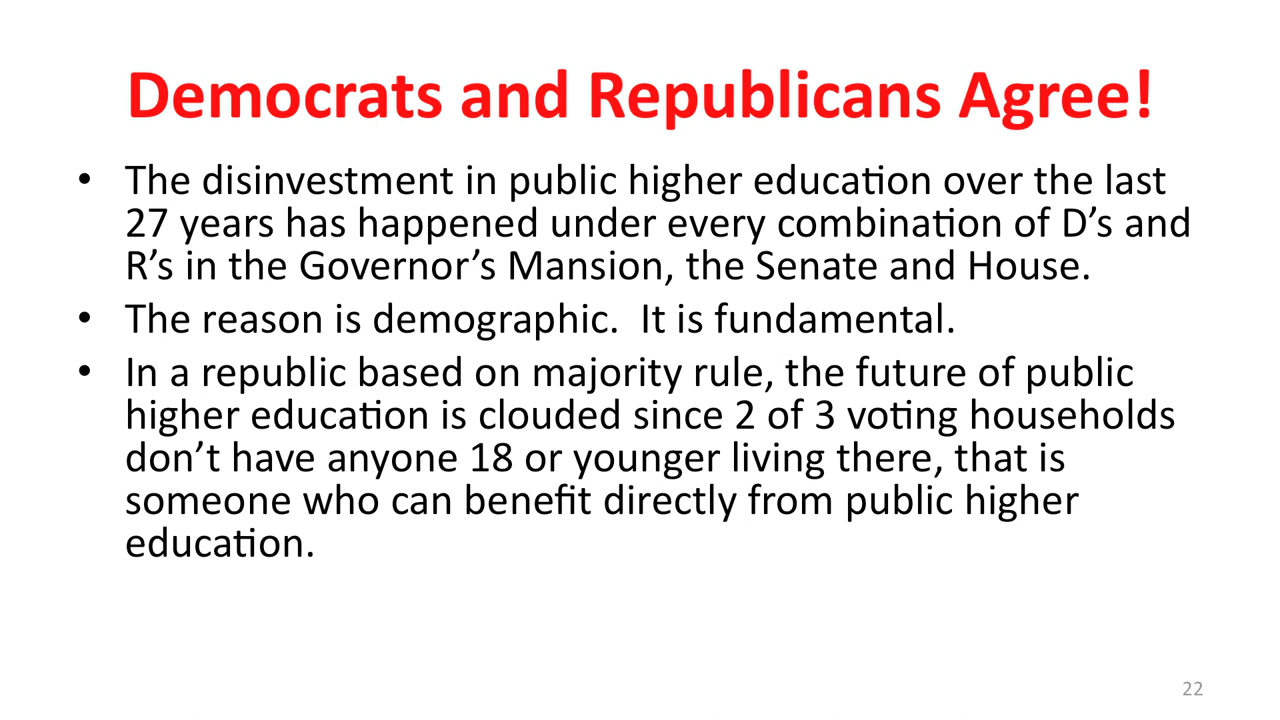 Democrats and Republicans Agree!
• The disinvestment in public higher education over the last
27 years has happened under every combination of D’s and
R’s in the Governor’s Mansion, the Senate and House.
• The reason is demographic.  It is fundamental.
• In a republic based on majority rule, the future of public
higher education is clouded since 2 of 3 voting households
don’t have anyone 18 or younger living there, that is
someone who can benefit directly from public higher
education.
22